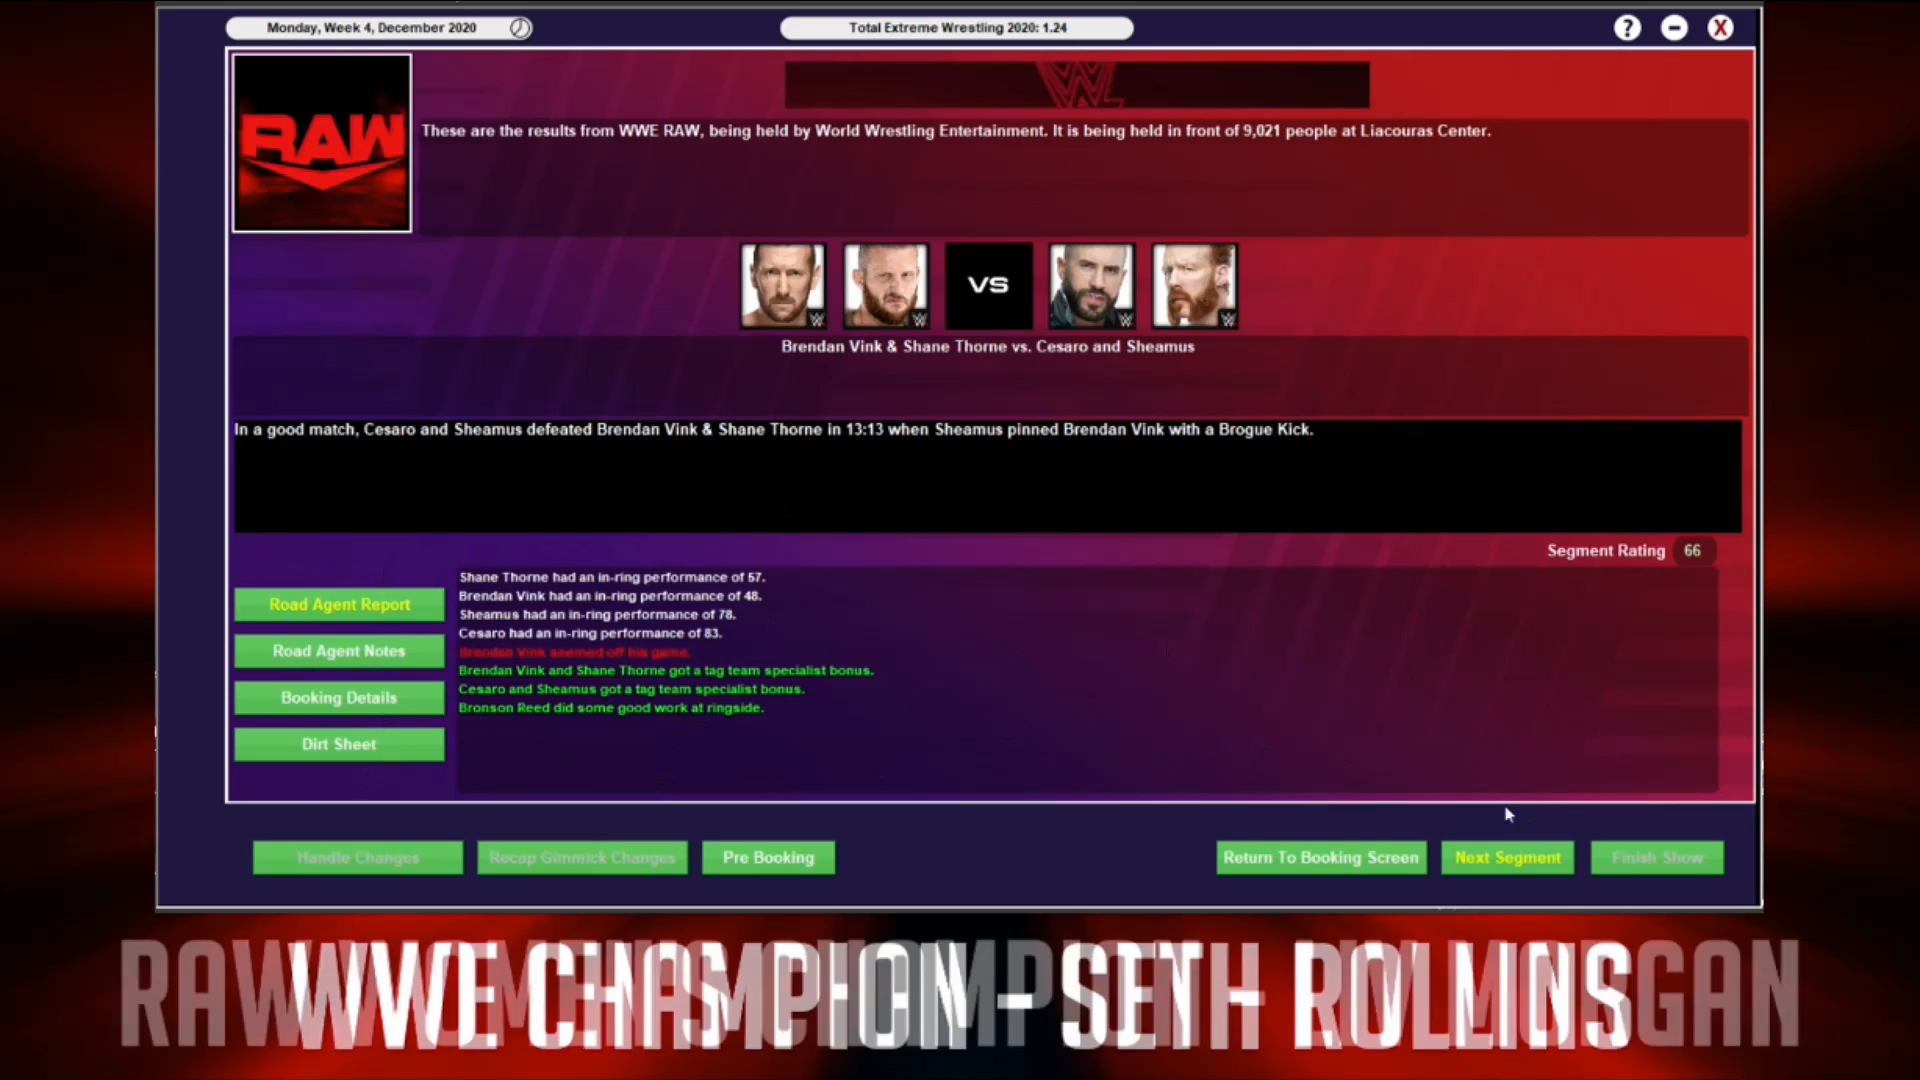 Monday, Week 4, December 2020
Total Extreme Wrestling 2020: 1.24
?
X
RAW
These are the results from WWE RAW, being held by World Wrestling Entertainment. It is being held in front of 9,021 people at Liacouras Center.
VS
Brendan Vink & Shane Thorne vs. Cesaro and Sheamus
In a good match, Cesaro and Sheamus defeated Brendan Vink & Shane Thorne in 13:13 when Sheamus pinned Brendan Vink with a Brogue Kick.
Segment Rating 66
Road Agent Report
Road Agent Notes
Booking Details
Dirt Sheet
Shane Thorne had an in-ring performance of 57.
Brendan Vink had an in-ring performance of 48.
Sheamus had an in-ring performance of 78.
Cesaro had an in-ring performance of 83.
Brendan Vink seemed off his game.
Brendan Vink and Shane Thorne got a tag team specialist bonus.
Cesaro and Sheamus got a tag team specialist bonus.
Bronson Reed did some good work at ringside.
Handle Changes
Recap Gimmick Changes
Pre Booking
Return To Booking Screen
Next Segment
Finish Show
WWE CHAMPION - SETH ROLLINS